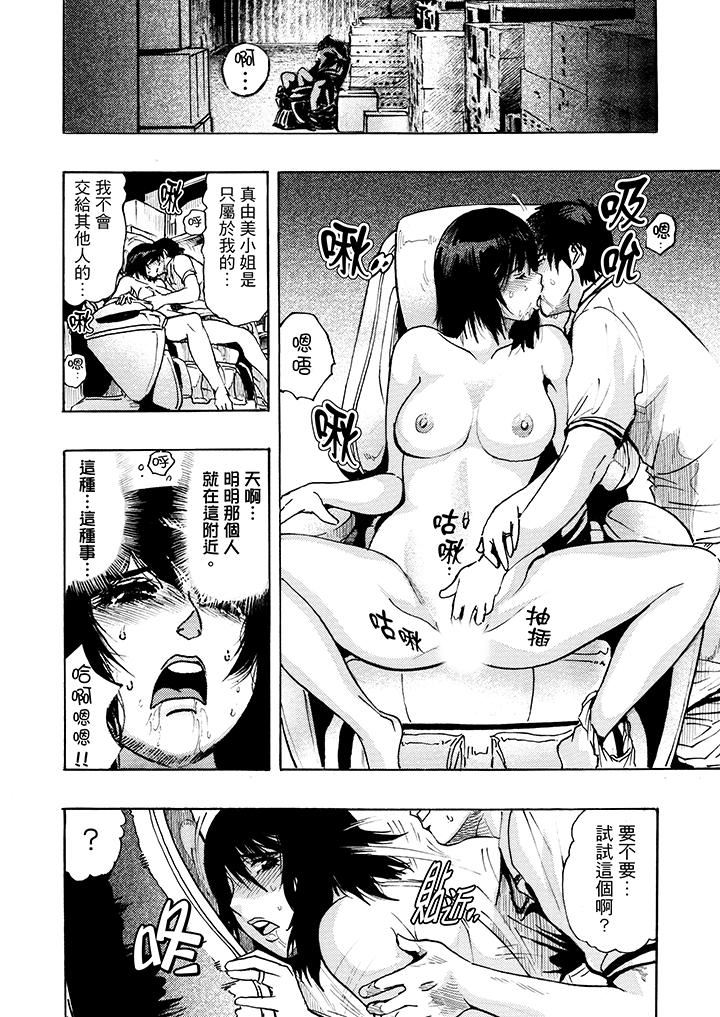 啊…
吸吮
嗯…
啾
嗯唔
啾
咕啾
咕啾
抽插
真由美小姐是
只屬於我的…
我不會
交給其他人的…
啾
呼
啾
嗯…
天啊…
明明那個人
就在這附近。
這種…這種事…
呼
哈啊嗯嗯!!
要不要…
試試這個啊?
貼近…
?
咚